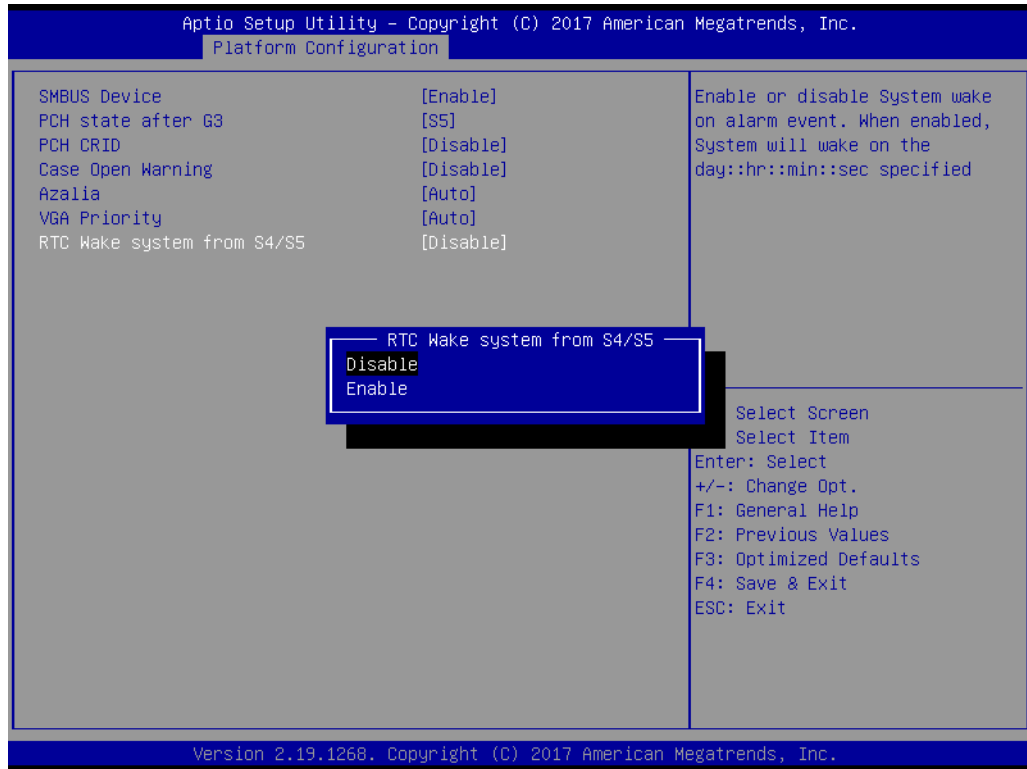 Aptio Setup Utility – Copyright (C) 2017 American Megatrends, Inc.
Platform Configuration
SMBUS Device [Enable]
PCH state after G3 [S5]
PCH CRID [Disable]
Case Open Warning [Disable]
Azalia [Auto]
VGA Priority [Auto]
RTC Wake system from S4/S5 [Disable]
Enable or disable System wake
on alarm event. When enabled,
System will wake on the
day::hr::min::sec specified
RTC Wake system from S4/S5
Disable
Enable
Select Screen
Select Item
Enter: Select
+/-: Change Opt.
F1: General Help
F2: Previous Values
F3: Optimized Defaults
F4: Save & Exit
ESC: Exit
Version 2.19.1268. Copyright (C) 2017 American Megatrends, Inc.